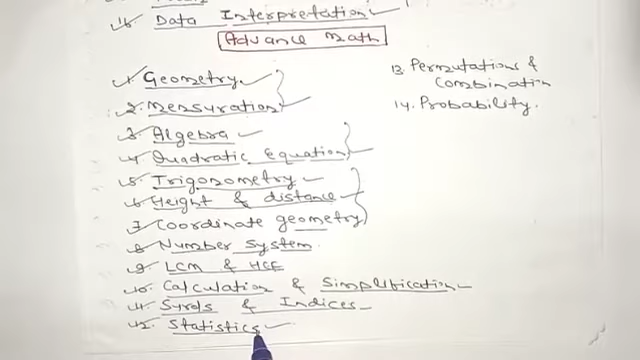 16. Data Interpretation
Advance math
1. Geometry
2. Mensuration
3. Algebra
4. Quadratic Equation
5. Trigonometry
6. Height & distance
7. Coordinate geometry
8. Number System
9. LCM & HCF
10. Calculation & Simplification
11. Syrds & Indices
12. Statistics
13. Permutations &
Combination
14. Probability.